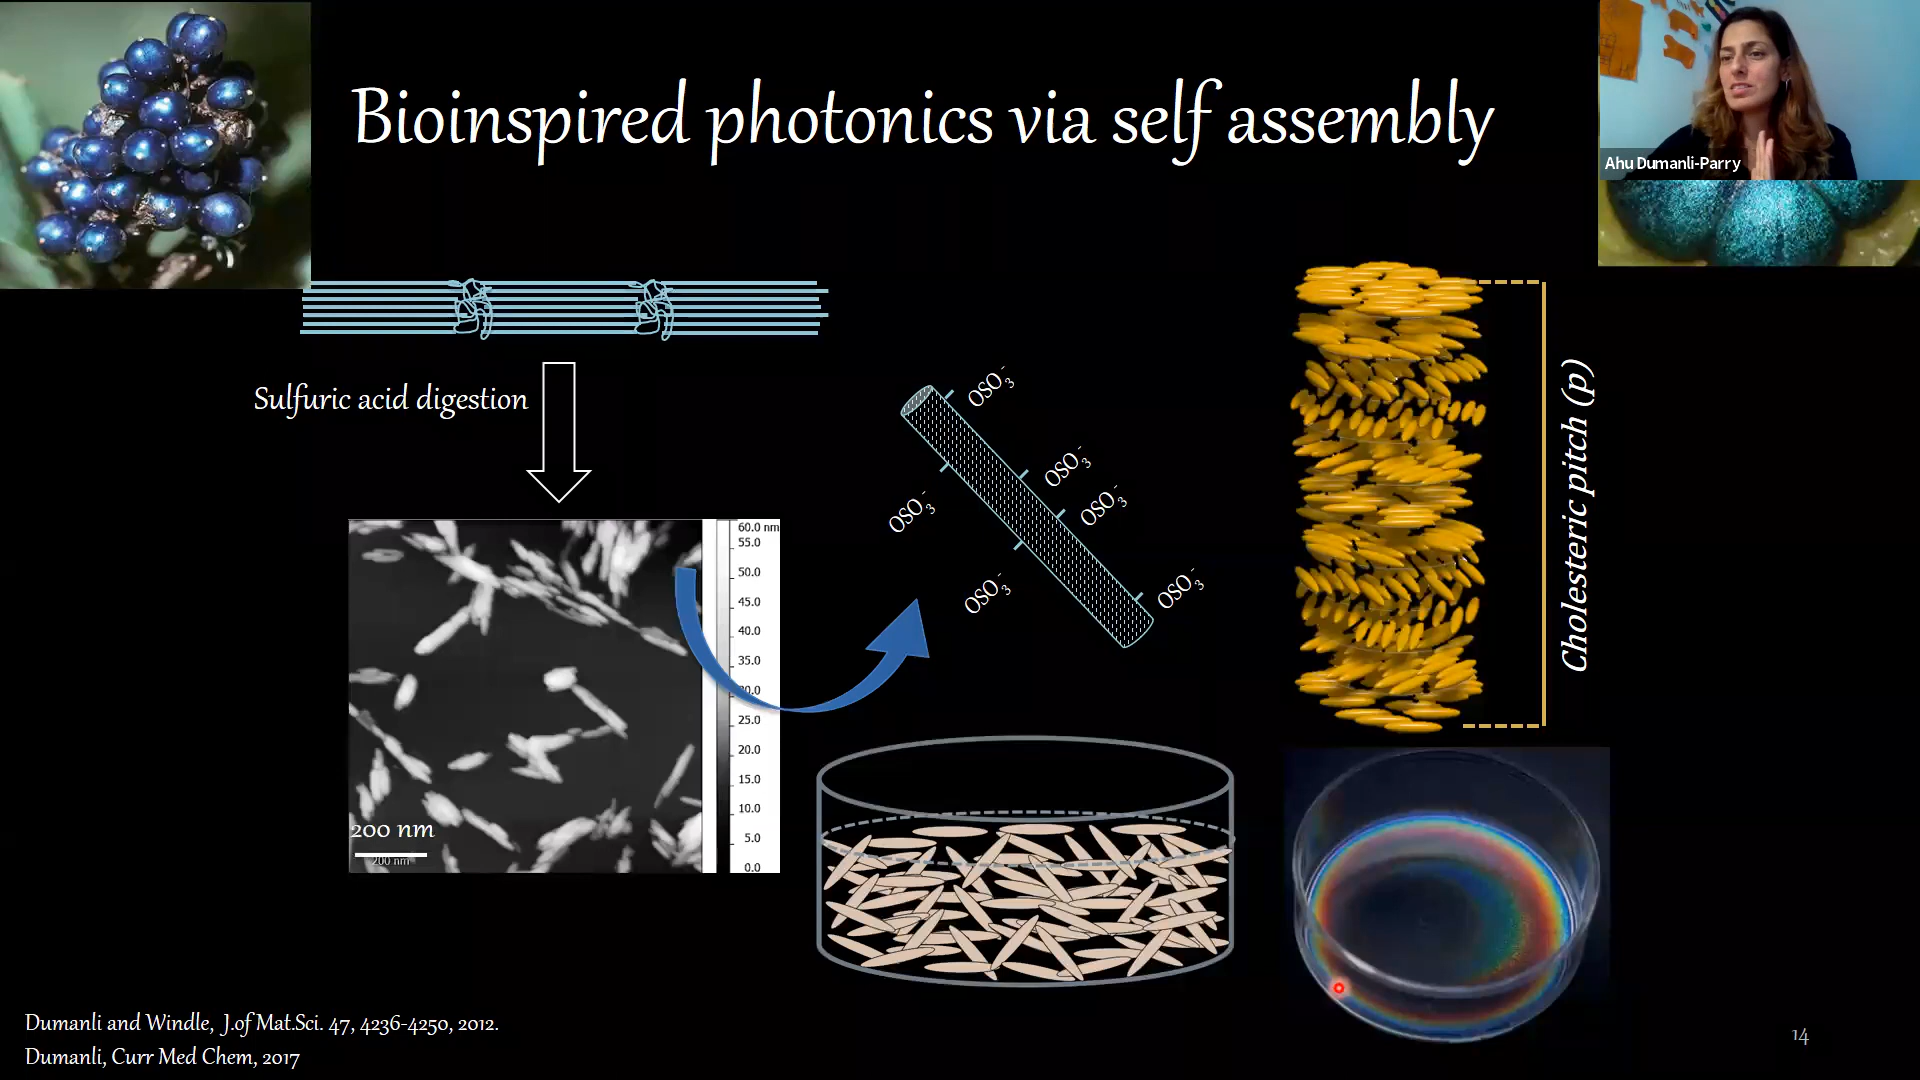 Bioinspired photonics via self assembly
Ahu Dumanli-Parry
Sulfuric acid digestion
OSO3-
OSO3-
OSO3-
OSO3-
OSO3-
OSO3-
Cholesteric pitch (p)
60.0 nm
55.0
50.0
45.0
40.0
35.0
25.0
20.0
15.0
10.0
5.0
0.0
200 nm
200 nm
Dumanli and Windle, J.of Mat.Sci. 47, 4236-4250, 2012.
Dumanli, Curr Med Chem, 2017
14